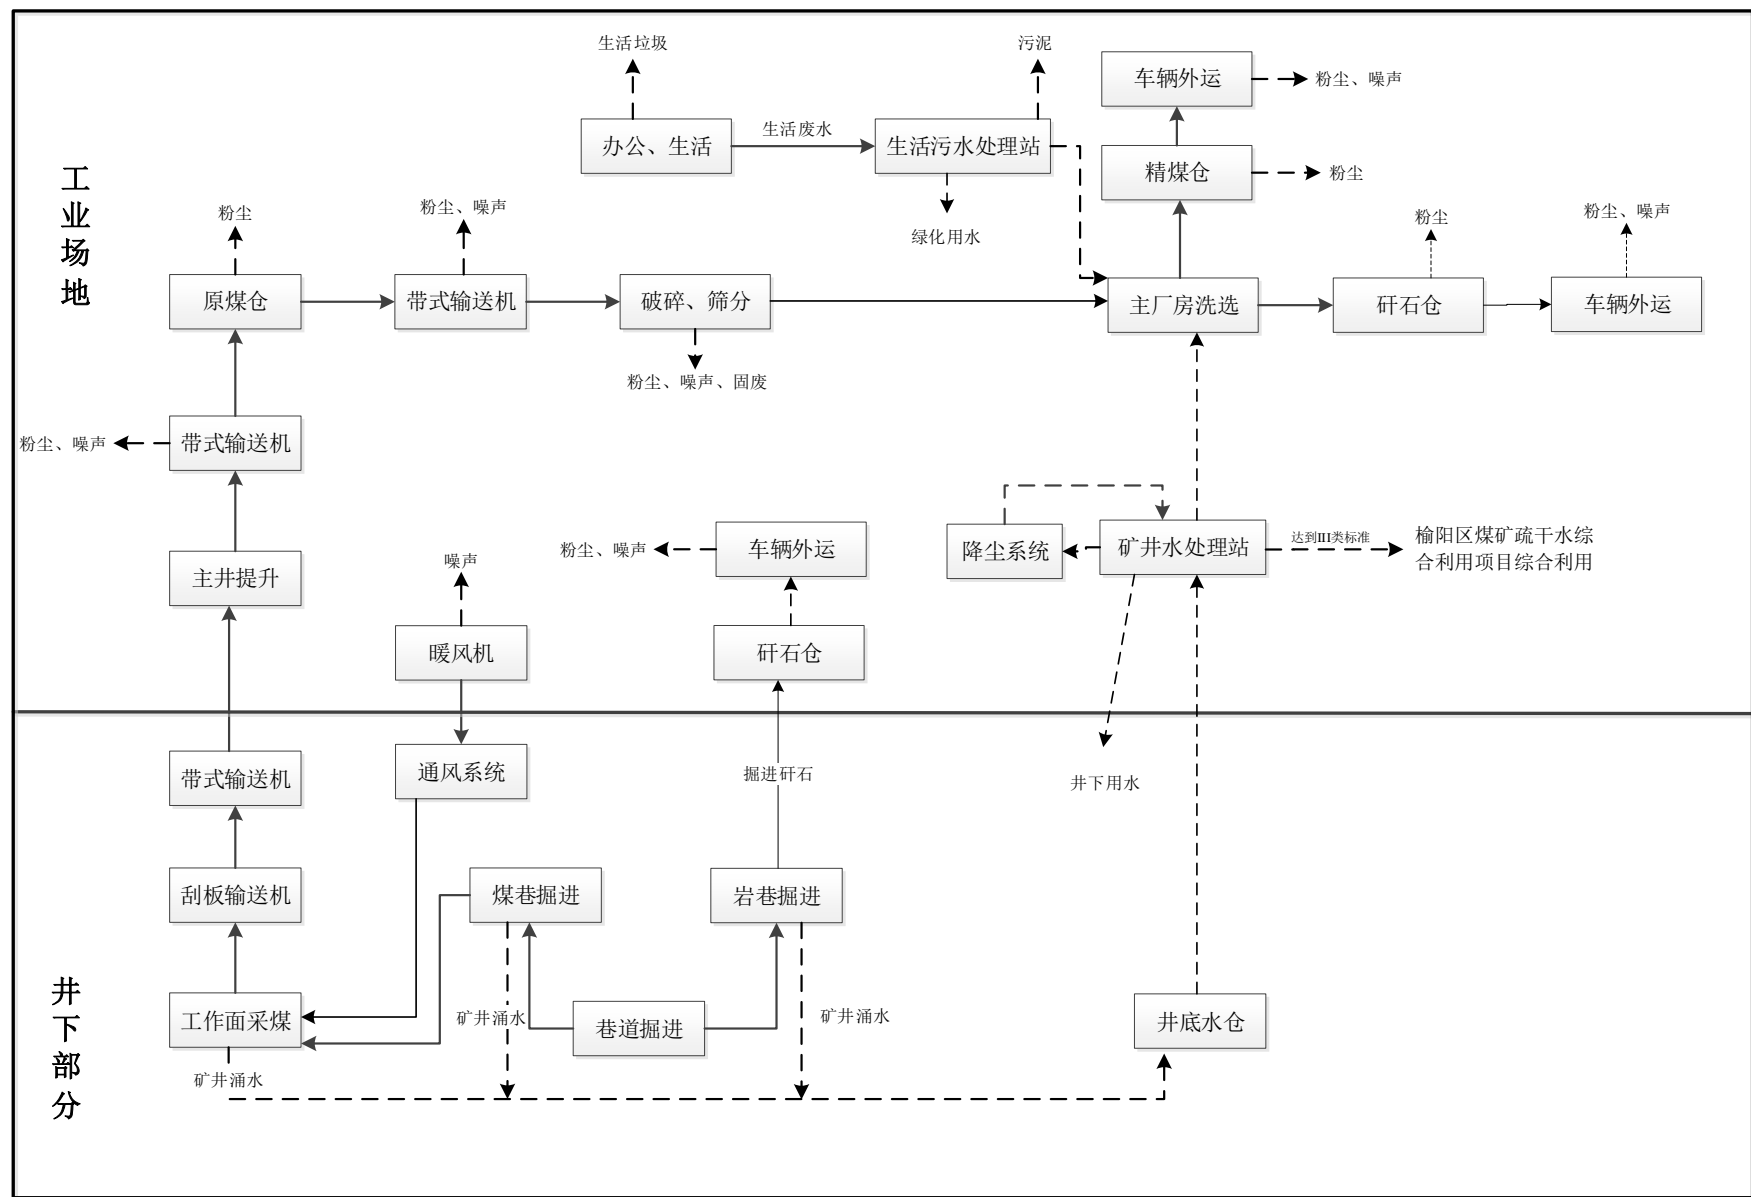 生活垃圾
污泥
车辆外运
粉尘、噪声
办公、生活
生活废水
生活污水处理站
精煤仓
粉尘
绿化用水
工业场地
粉尘
粉尘、噪声
粉尘
粉尘、噪声
原煤仓
带式输送机
破碎、筛分
主厂房洗选
矸石仓
车辆外运
粉尘、噪声、固废
粉尘、噪声
带式输送机
主井提升
噪声
粉尘、噪声
车辆外运
降尘系统
矿井水处理站
达到III类标准
榆阳区煤矿疏干水综
合利用项目综合利用
暖风机
矸石仓
带式输送机
通风系统
掘进矸石
井下用水
刮板输送机
煤巷掘进
岩巷掘进
井下部分
工作面采煤
矿井涌水
巷道掘进
矿井涌水
井底水仓
矿井涌水